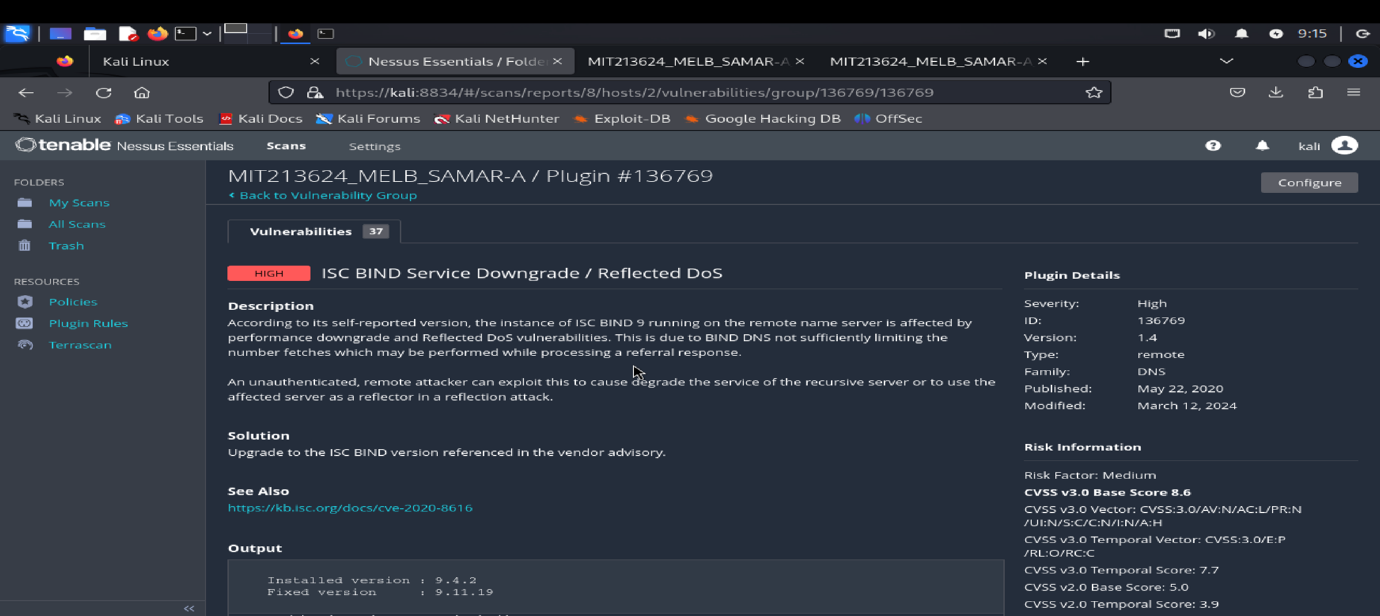 9:15
Kali Linux
Nessus Essentials / Folde
MIT213624_MELB_SAMAR-A
MIT213624_MELB_SAMAR-A
https://kali:8834/#/scans/reports/8/hosts/2/vulnerabilities/group/136769/136769
Kali Linux
Kali Tools
Kali Docs
Kali Forums
Kali NetHunter
Exploit-DB
Google Hacking DB
OffSec
tenable Nessus Essentials
Scans
Settings
kali
FOLDERS
My Scans
All Scans
Trash
RESOURCES
Policies
Plugin Rules
Terrascan
<<
MIT213624_MELB_SAMAR-A / Plugin #136769
< Back to Vulnerability Group
Configure
Vulnerabilities 37
HIGH
ISC BIND Service Downgrade / Reflected DoS
Description
According to its self-reported version, the instance of ISC BIND 9 running on the remote name server is affected by
performance downgrade and Reflected DoS vulnerabilities. This is due to BIND DNS not sufficiently limiting the
number fetches which may be performed while processing a referral response.
An unauthenticated, remote attacker can exploit this to cause degrade the service of the recursive server or to use the
affected server as a reflector in a reflection attack.
Solution
Upgrade to the ISC BIND version referenced in the vendor advisory.
See Also
https://kb.isc.org/docs/cve-2020-8616
Output
Installed version : 9.4.2
Fixed version : 9.11.19
Plugin Details
Severity: High
ID: 136769
Version: 1.4
Type: remote
Family: DNS
Published: May 22, 2020
Modified: March 12, 2024
Risk Information
Risk Factor: Medium
CVSS v3.0 Base Score 8.6
CVSS v3.0 Vector: CVSS:3.0/AV:N/AC:L/PR:N
/UI:N/S:C/C:N/I:N/A:H
CVSS v3.0 Temporal Vector: CVSS:3.0/E:P
/RL:O/RC:C
CVSS v3.0 Temporal Score: 7.7
CVSS v2.0 Base Score: 5.0
CVSS v2.0 Temporal Score: 3.9